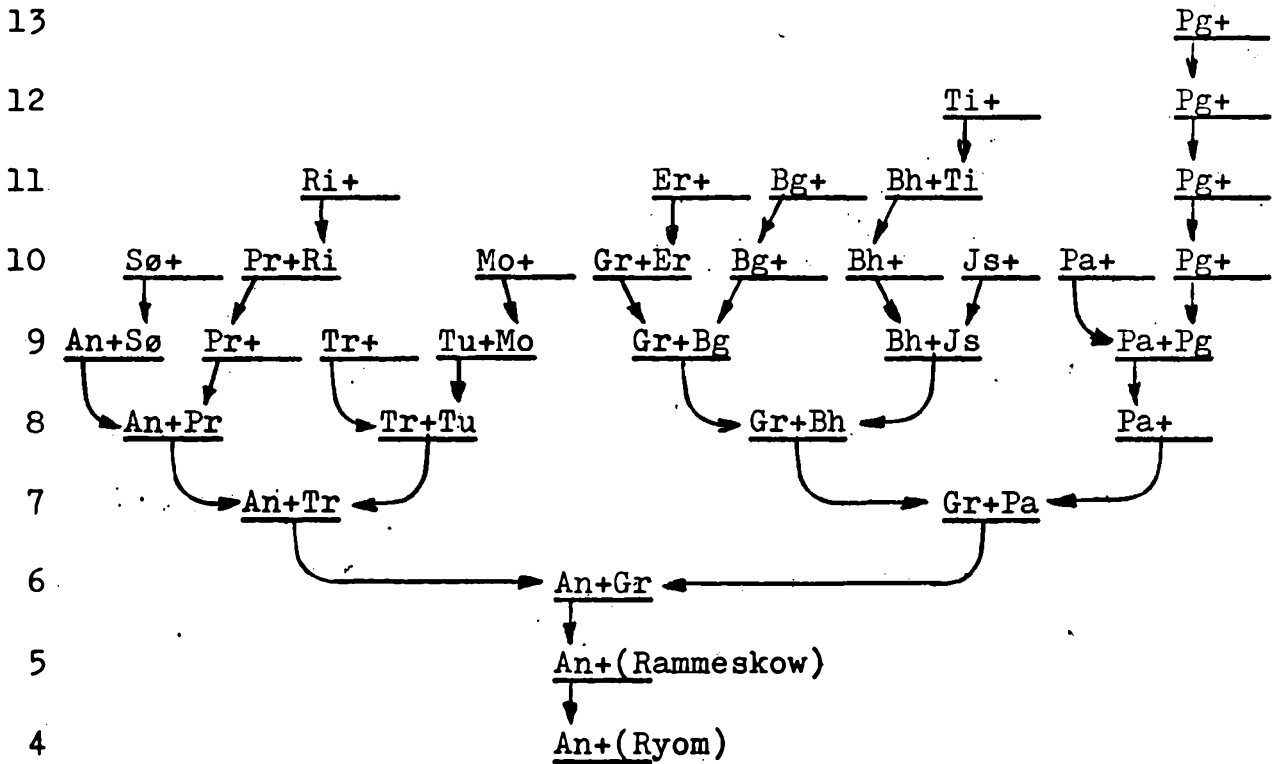 13 Pg+
12 Ti+ Pg+
11 Ri+ Er+ Bg+ Bh+Ti Pg+
10 Sø+ Pr+Ri Mo+ Gr+Er Bg+ Bh+ Js+ Pa+ Pg+
9 An+Sø Pr+ Tr+ Tu+Mo Gr+Bg Bh+Js Pa+Pg
8 An+Pr Tr+Tu Gr+Bh Pa+
7 An+Tr Gr+Pa
6 An+Gr
5 An+(Rammeskow)
4 An+(Ryom)